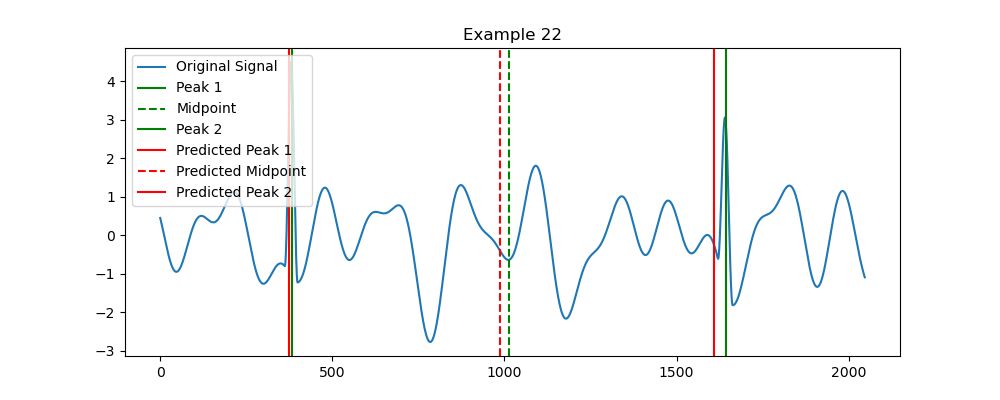 Example 22
Original Signal
Peak 1
Midpoint
Peak 2
Predicted Peak 1
Predicted Midpoint
Predicted Peak 2
4
3
2
1
0
−1
−2
−3
0 500 1000 1500 2000